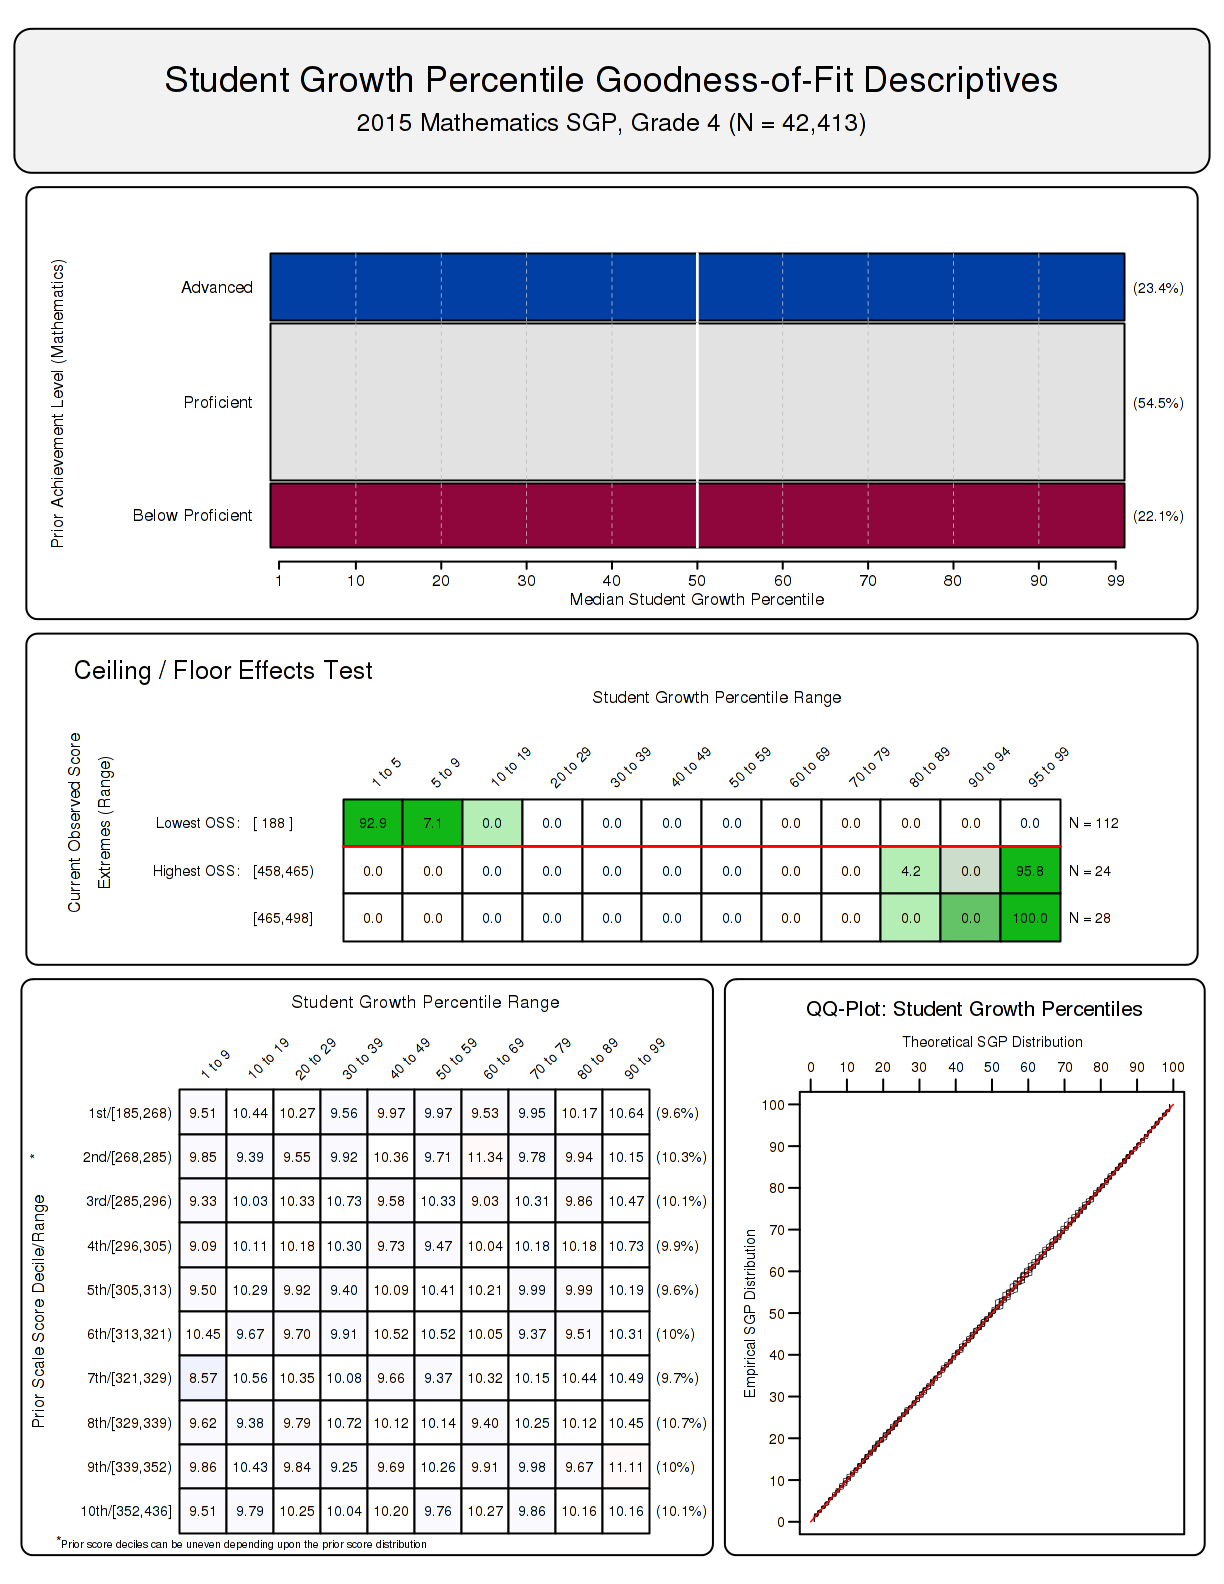 Student Growth Percentile Goodness-of-Fit Descriptives
2015 Mathematics SGP, Grade 4 (N = 42,413)
Prior Achievement Level (Mathematics)
Advanced (23.4%)
Proficient (54.5%)
Below Proficient (22.1%)
1 10 20 30 40 50 60 70 80 90 99
Median Student Growth Percentile
Ceiling / Floor Effects Test
Student Growth Percentile Range
Current Observed Score
Extremes (Range)
1 to 5 5 to 9 10 to 19 20 to 29 30 to 39 40 to 49 50 to 59 60 to 69 70 to 79 80 to 89 90 to 94 95 to 99
Lowest OSS: [ 188 ] 92.9 7.1 0.0 0.0 0.0 0.0 0.0 0.0 0.0 0.0 0.0 0.0 N = 112
Highest OSS: [458,465) 0.0 0.0 0.0 0.0 0.0 0.0 0.0 0.0 0.0 4.2 0.0 95.8 N = 24
[465,498] 0.0 0.0 0.0 0.0 0.0 0.0 0.0 0.0 0.0 0.0 0.0 100.0 N = 28
Student Growth Percentile Range
Prior Scale Score Decile/Range *
1 to 9 10 to 19 20 to 29 30 to 39 40 to 49 50 to 59 60 to 69 70 to 79 80 to 89 90 to 99
1st/[185,268) 9.51 10.44 10.27 9.56 9.97 9.97 9.53 9.95 10.17 10.64 (9.6%)
2nd/[268,285) 9.85 9.39 9.55 9.92 10.36 9.71 11.34 9.78 9.94 10.15 (10.3%)
3rd/[285,296) 9.33 10.03 10.33 10.73 9.58 10.33 9.03 10.31 9.86 10.47 (10.1%)
4th/[296,305) 9.09 10.11 10.18 10.30 9.73 9.47 10.04 10.18 10.18 10.73 (9.9%)
5th/[305,313) 9.50 10.29 9.92 9.40 10.09 10.41 10.21 9.99 9.99 10.19 (9.6%)
6th/[313,321) 10.45 9.67 9.70 9.91 10.52 10.52 10.05 9.37 9.51 10.31 (10%)
7th/[321,329) 8.57 10.56 10.35 10.08 9.66 9.37 10.32 10.15 10.44 10.49 (9.7%)
8th/[329,339) 9.62 9.38 9.79 10.72 10.12 10.14 9.40 10.25 10.12 10.45 (10.7%)
9th/[339,352) 9.86 10.43 9.84 9.25 9.69 10.26 9.91 9.98 9.67 11.11 (10%)
10th/[352,436] 9.51 9.79 10.25 10.04 10.20 9.76 10.27 9.86 10.16 10.16 (10.1%)
*Prior score deciles can be uneven depending upon the prior score distribution
QQ-Plot: Student Growth Percentiles
Theoretical SGP Distribution
0 10 20 30 40 50 60 70 80 90 100
Empirical SGP Distribution
100
90
80
70
60
50
40
30
20
10
0